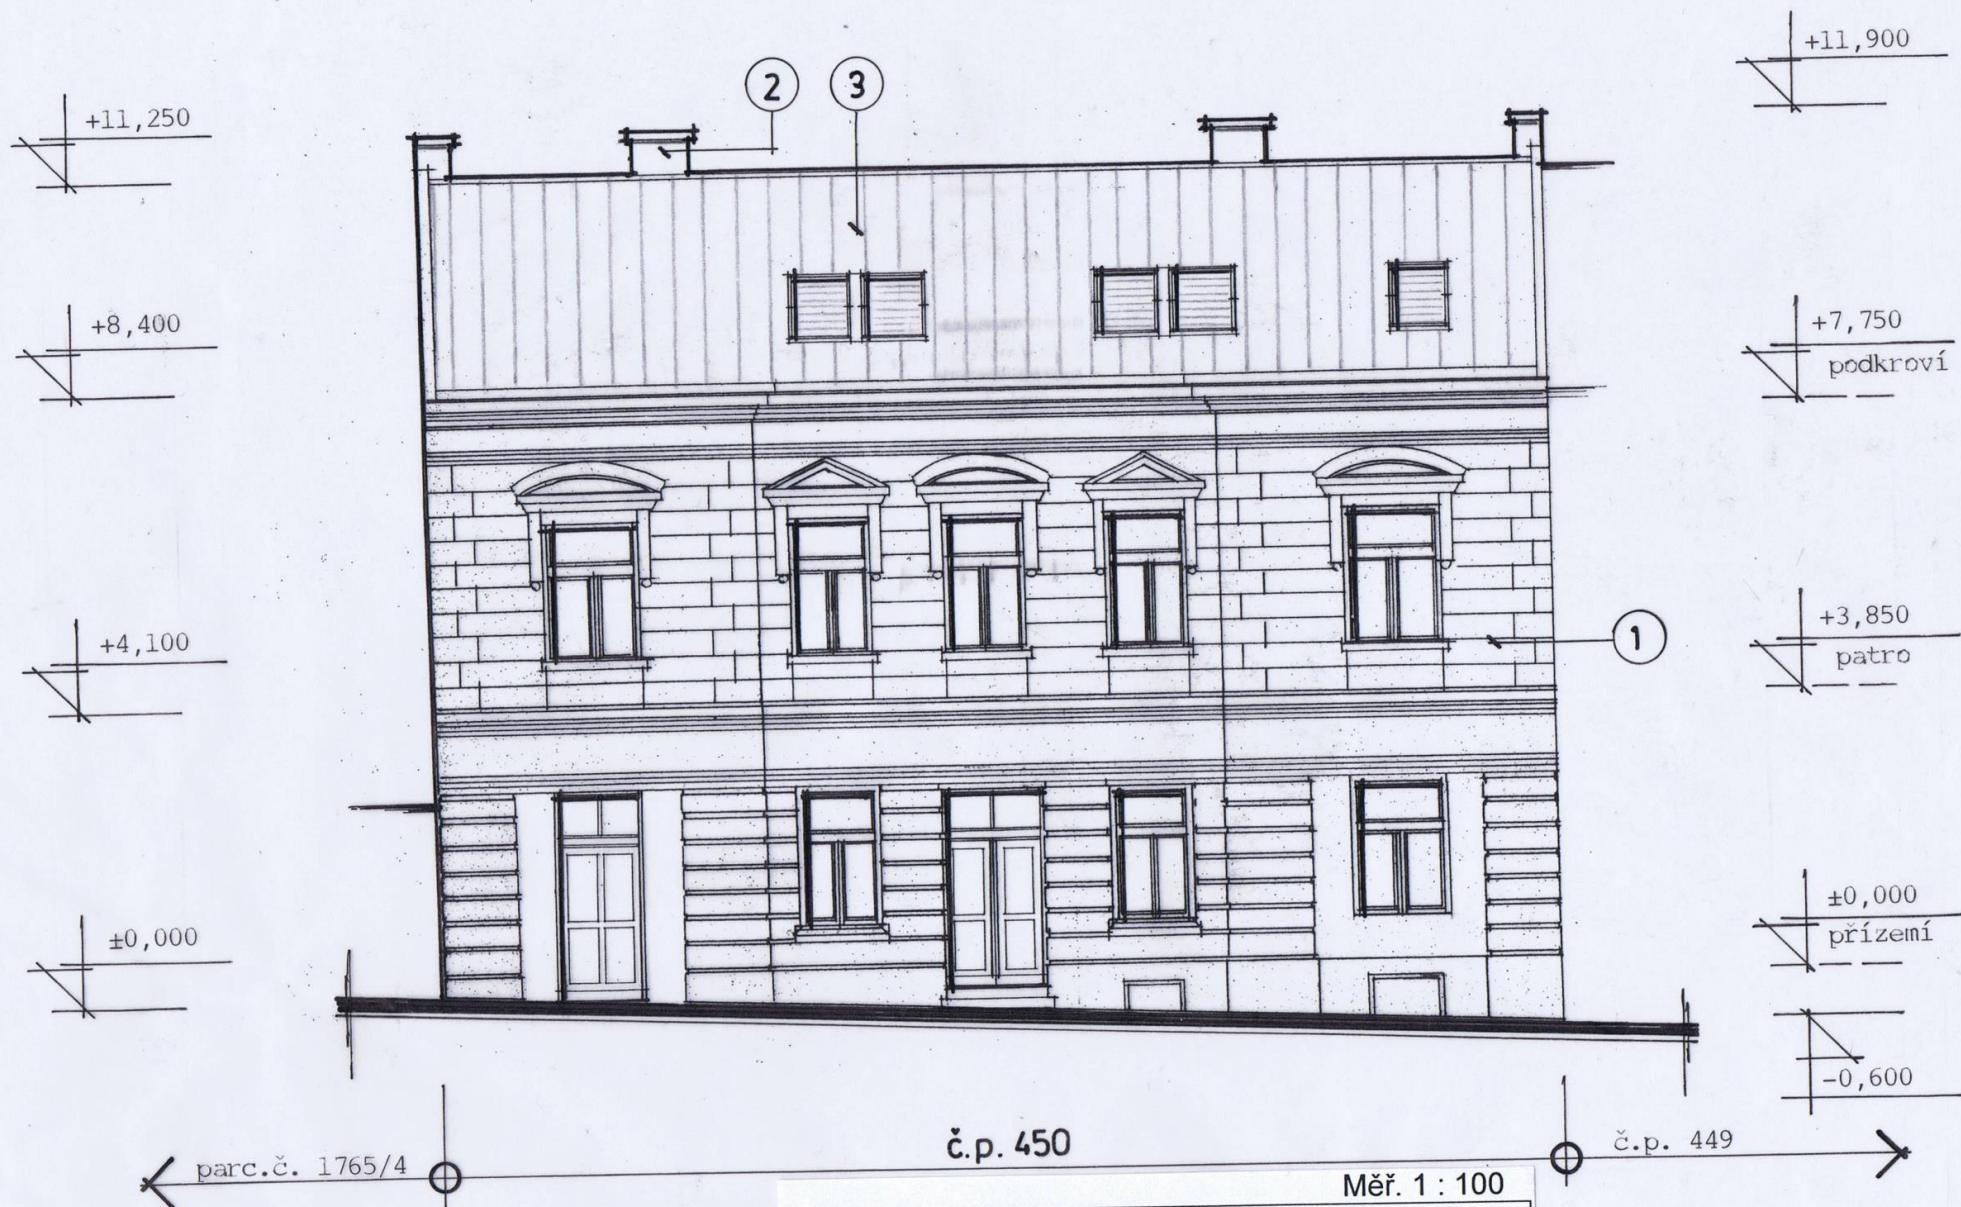 +11,900
2 3
+11,250
+8,400
+7,750
podkroví
+4,100
+3,850
patro
1
±0,000
±0,000
přízemí
-0,600
č.p. 450
č.p. 449
parc.č. 1765/4
Měř. 1 : 100